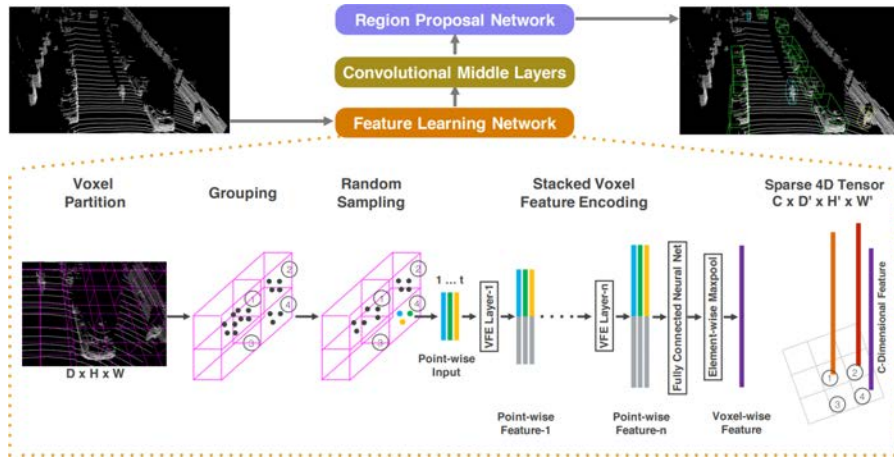 Region Proposal Network
Convolutional Middle Layers
Feature Learning Network
Voxel
Partition
Grouping
Random
Sampling
Stacked Voxel
Feature Encoding
Sparse 4D Tensor
C x D' x H' x W'
D x H x W
1
2
3
4
1
2
3
4
1 ... t
Point-wise
Input
VFE Layer-1
Point-wise
Feature-1
VFE Layer-n
Point-wise
Feature-n
Fully Connected Neural Net
Element-wise Maxpool
Voxel-wise
Feature
C-Dimensional Feature
1
2
3
4